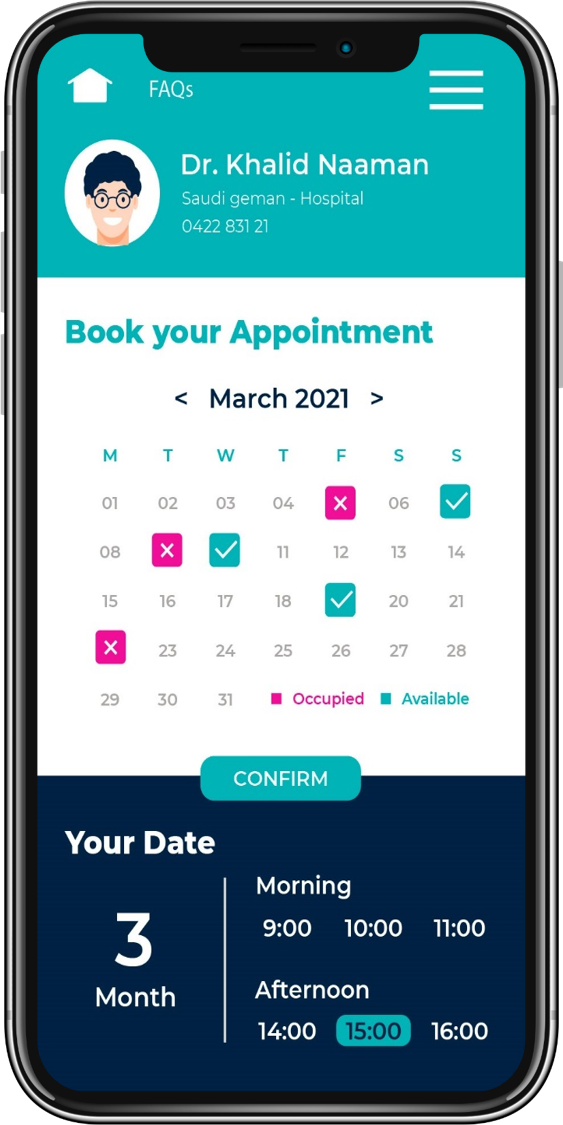 FAQs
Dr. Khalid Naaman
Saudi geman - Hospital
0422 831 21
Book your Appointment
< March 2021 >
M T W T F S S
01 02 03 04 06
08 11 12 13 14
15 16 17 18 20 21
23 24 25 26 27 28
29 30 31 Occupied Available
CONFIRM
Your Date
3
Month
Morning
9:00 10:00 11:00
Afternoon
14:00 15:00 16:00